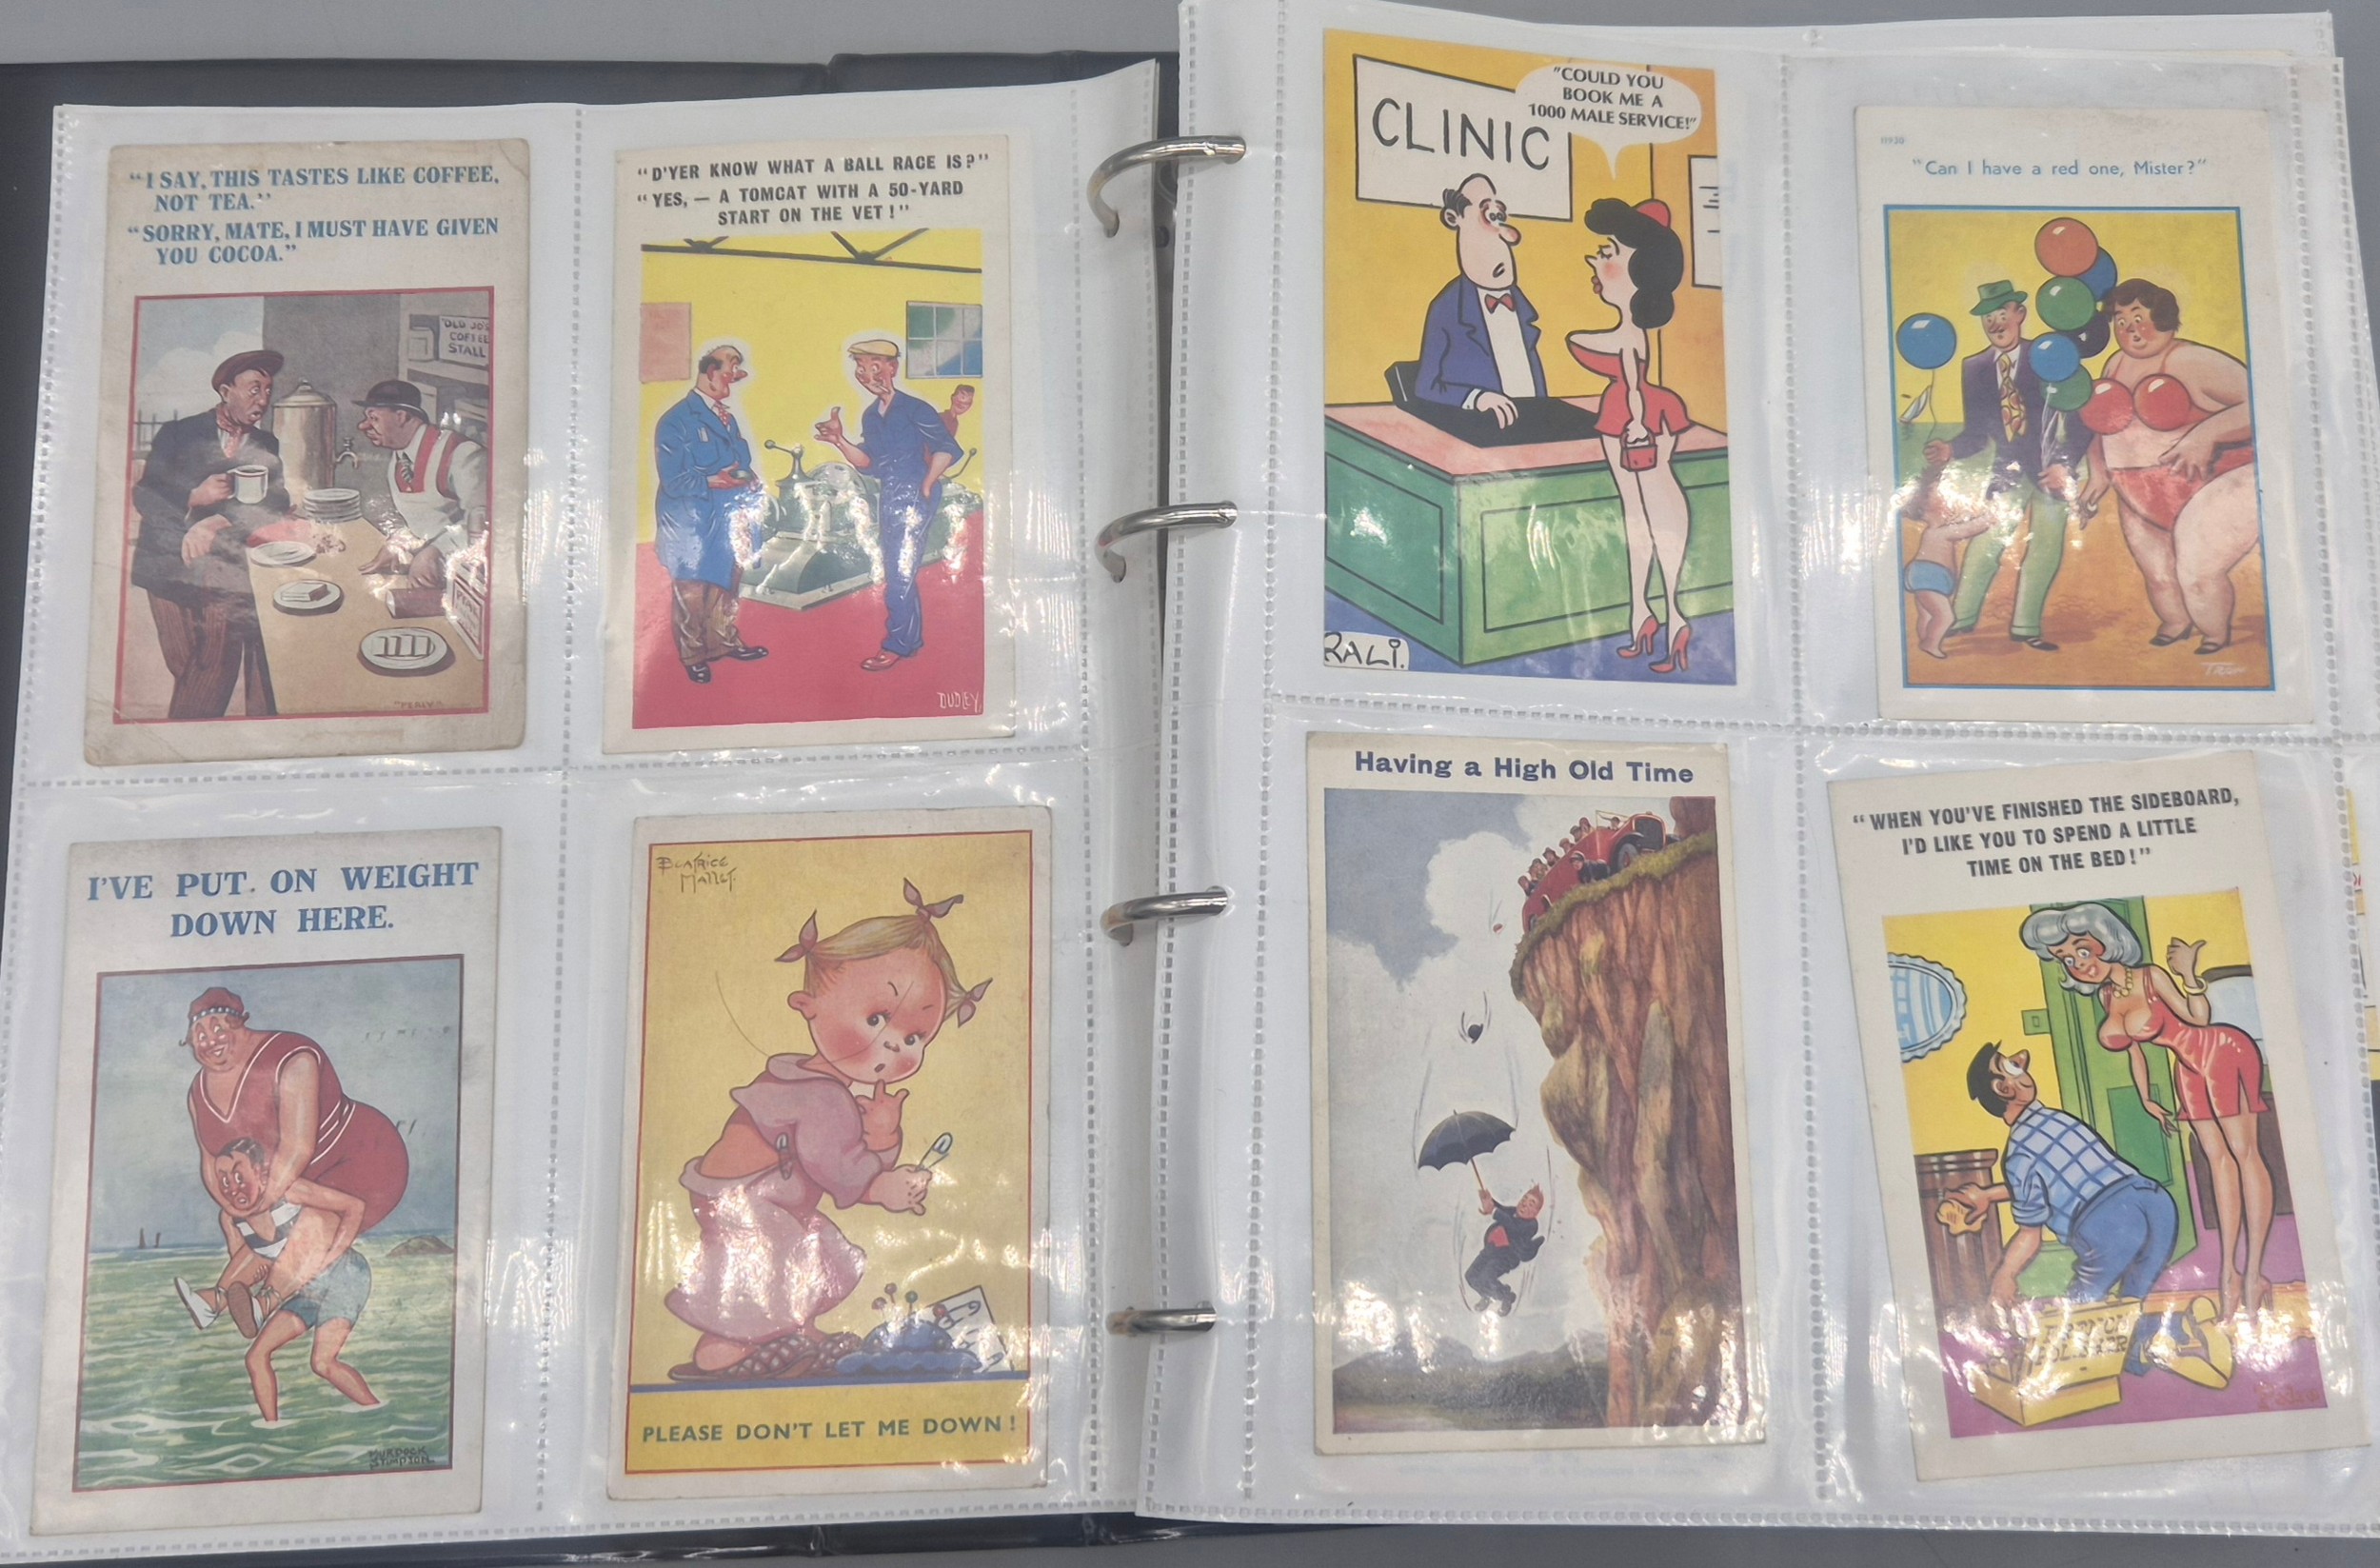 "I SAY, THIS TASTES LIKE COFFEE,
NOT TEA."
"SORRY, MATE, I MUST HAVE GIVEN
YOU COCOA."
"OLD JO'S
COFFEE
STALL
"D'YER KNOW WHAT A BALL RACE IS?"
"YES, — A TOMCAT WITH A 50-YARD
START ON THE VET!"
DUDLEY
I'VE PUT. ON WEIGHT
DOWN HERE.
MURDOCK
STIMPSON
BEATRICE
MALLET.
PLEASE DON'T LET ME DOWN!
"COULD YOU
BOOK ME A
1000 MALE SERVICE!"
CLINIC
RALI.
"Can I have a red one, Mister?"
Having a High Old Time
"WHEN YOU'VE FINISHED THE SIDEBOARD,
I'D LIKE YOU TO SPEND A LITTLE
TIME ON THE BED!"